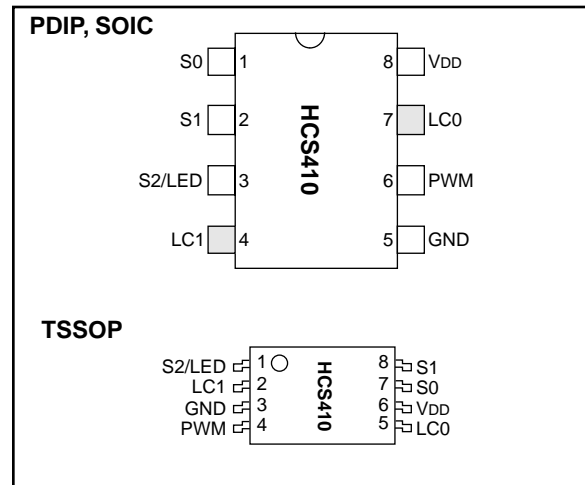 PDIP, SOIC
S0 1 8 VDD
S1 2 7 LC0
S2/LED 3 6 PWM
LC1 4 5 GND
HCS410
TSSOP
S2/LED 1 8 S1
LC1 2 7 S0
GND 3 6 VDD
PWM 4 5 LC0
HCS410